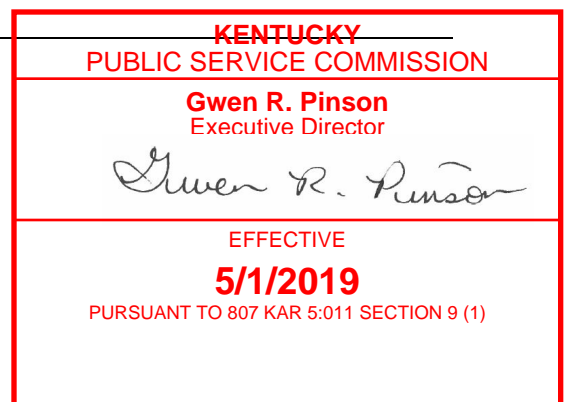 KENTUCKY
PUBLIC SERVICE COMMISSION
Gwen R. Pinson
Executive Director
Gwen R. Pinson
EFFECTIVE
5/1/2019
PURSUANT TO 807 KAR 5:011 SECTION 9 (1)